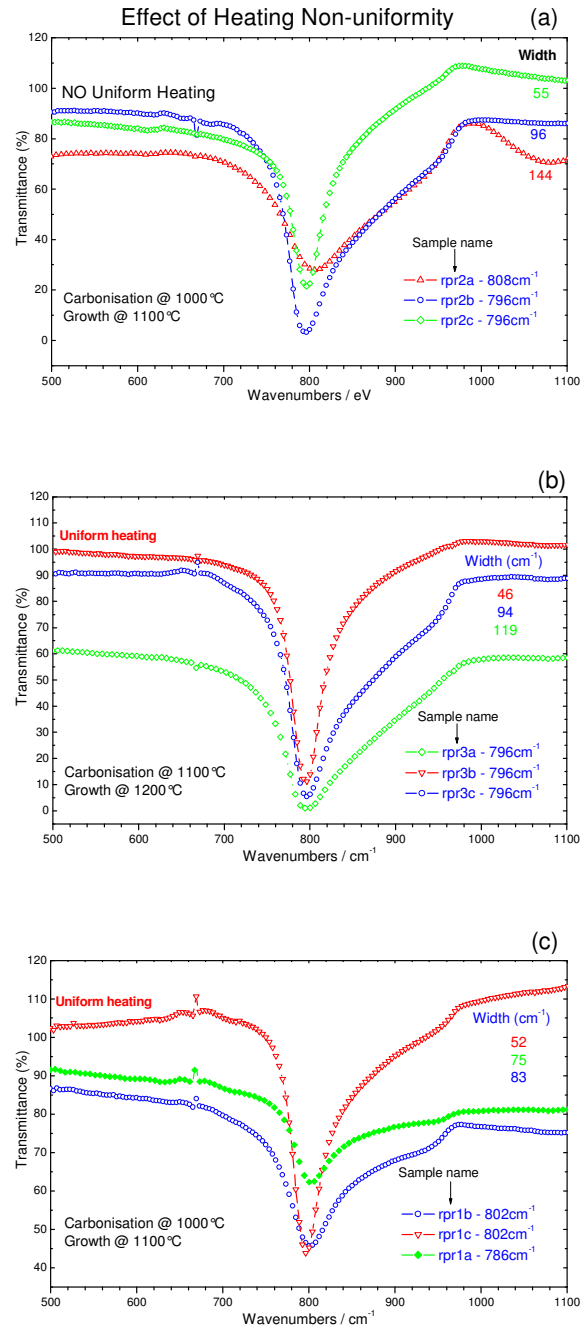 Effect of Heating Non-uniformity
(a)
120
100
80
60
40
20
0
Transmittance (%)
NO Uniform Heating
Width
55
96
144
Sample name
rpr2a - 808cm⁻¹
rpr2b - 796cm⁻¹
rpr2c - 796cm⁻¹
Carbonisation @ 1000°C
Growth @ 1100°C
500 600 700 800 900 1000 1100
Wavenumbers / eV
(b)
120
110
100
90
80
70
60
50
40
30
20
10
0
Transmittance (%)
Uniform heating
Width (cm⁻¹)
46
94
119
Sample name
rpr3a - 796cm⁻¹
rpr3b - 796cm⁻¹
rpr3c - 796cm⁻¹
Carbonisation @ 1100°C
Growth @ 1200°C
500 600 700 800 900 1000 1100
Wavenumbers / cm⁻¹
(c)
120
110
100
90
80
70
60
50
40
Transmittance (%)
Uniform heating
Width (cm⁻¹)
52
75
83
Sample name
rpr1b - 802cm⁻¹
rpr1c - 802cm⁻¹
rpr1a - 786cm⁻¹
Carbonisation @ 1000°C
Growth @ 1100°C
500 600 700 800 900 1000 1100
Wavenumbers / cm⁻¹